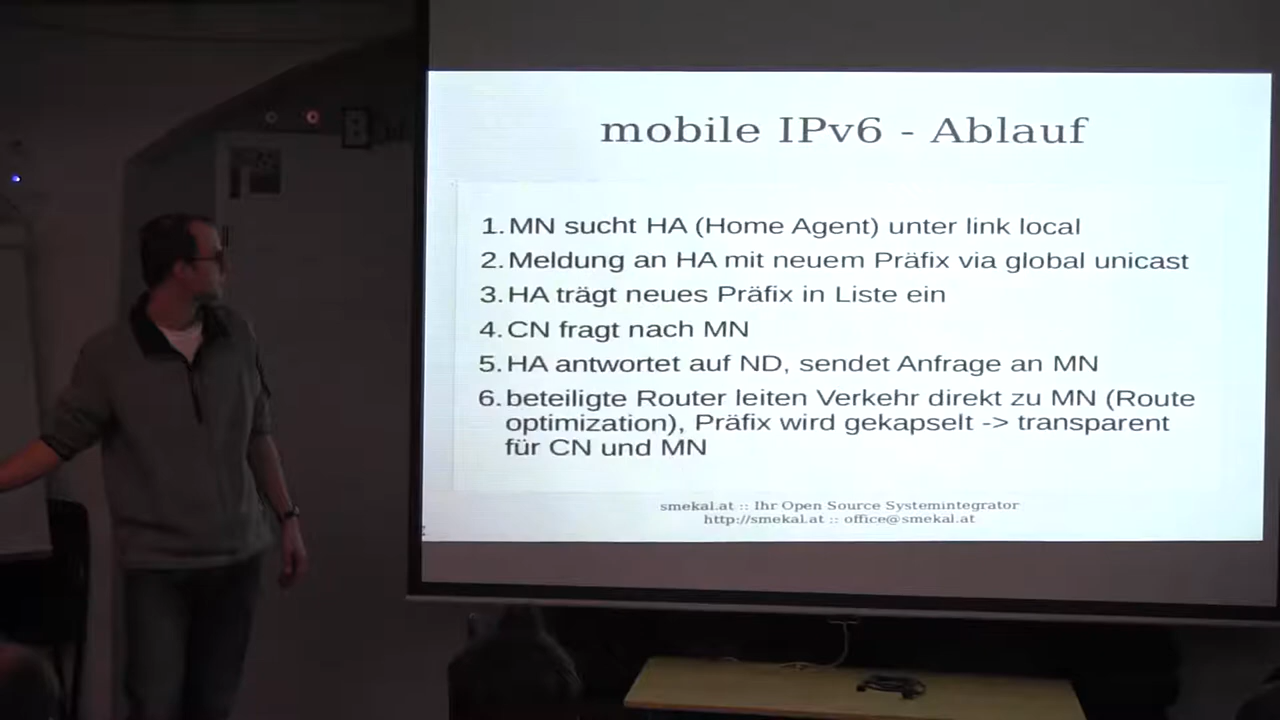 mobile IPv6 - Ablauf
1. MN sucht HA (Home Agent) unter link local
2. Meldung an HA mit neuem Präfix via global unicast
3. HA trägt neues Präfix in Liste ein
4. CN fragt nach MN
5. HA antwortet auf ND, sendet Anfrage an MN
6. beteiligte Router leiten Verkehr direkt zu MN (Route
optimization), Präfix wird gekapselt -> transparent
für CN und MN
smekal.at :: Ihr Open Source Systemintegrator
http://smekal.at :: office@smekal.at